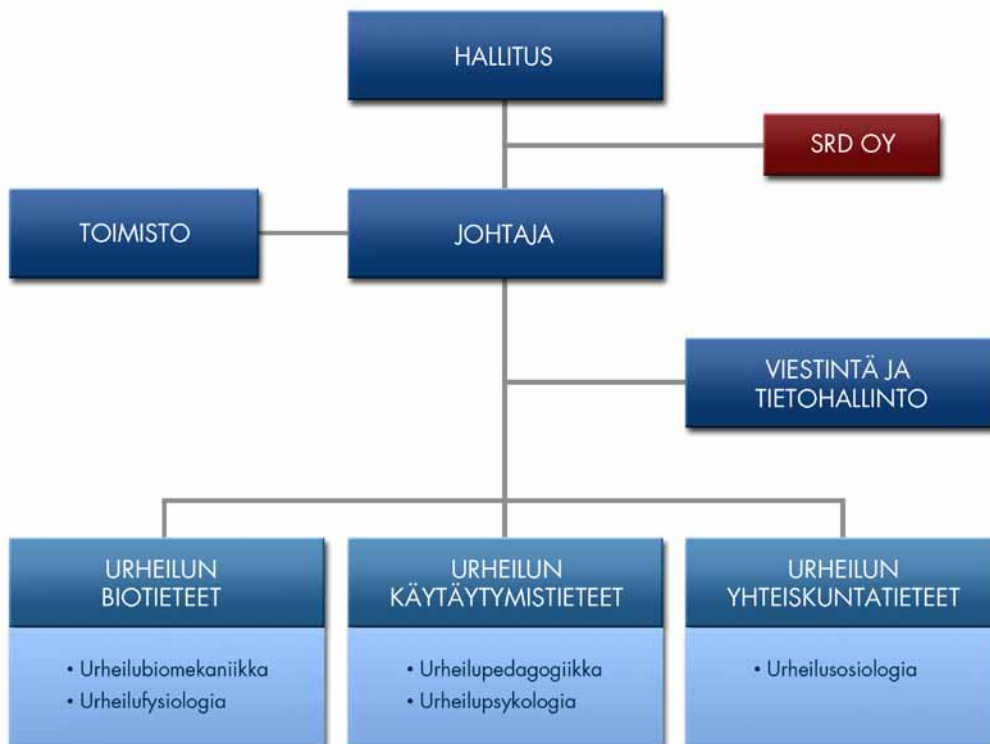 HALLITUS
SRD OY
TOIMISTO
JOHTAJA
VIESTINTÄ JA
TIETOHALLINTO
URHEILUN
BIOTIETEET
• Urheilubiomekaniikka
• Urheilufysiologia
URHEILUN
KÄYTÄYTYMISTIETEET
• Urheilupedagogiikka
• Urheilupsykologia
URHEILUN
YHTEISKUNTATIETEET
• Urheilusosiologia